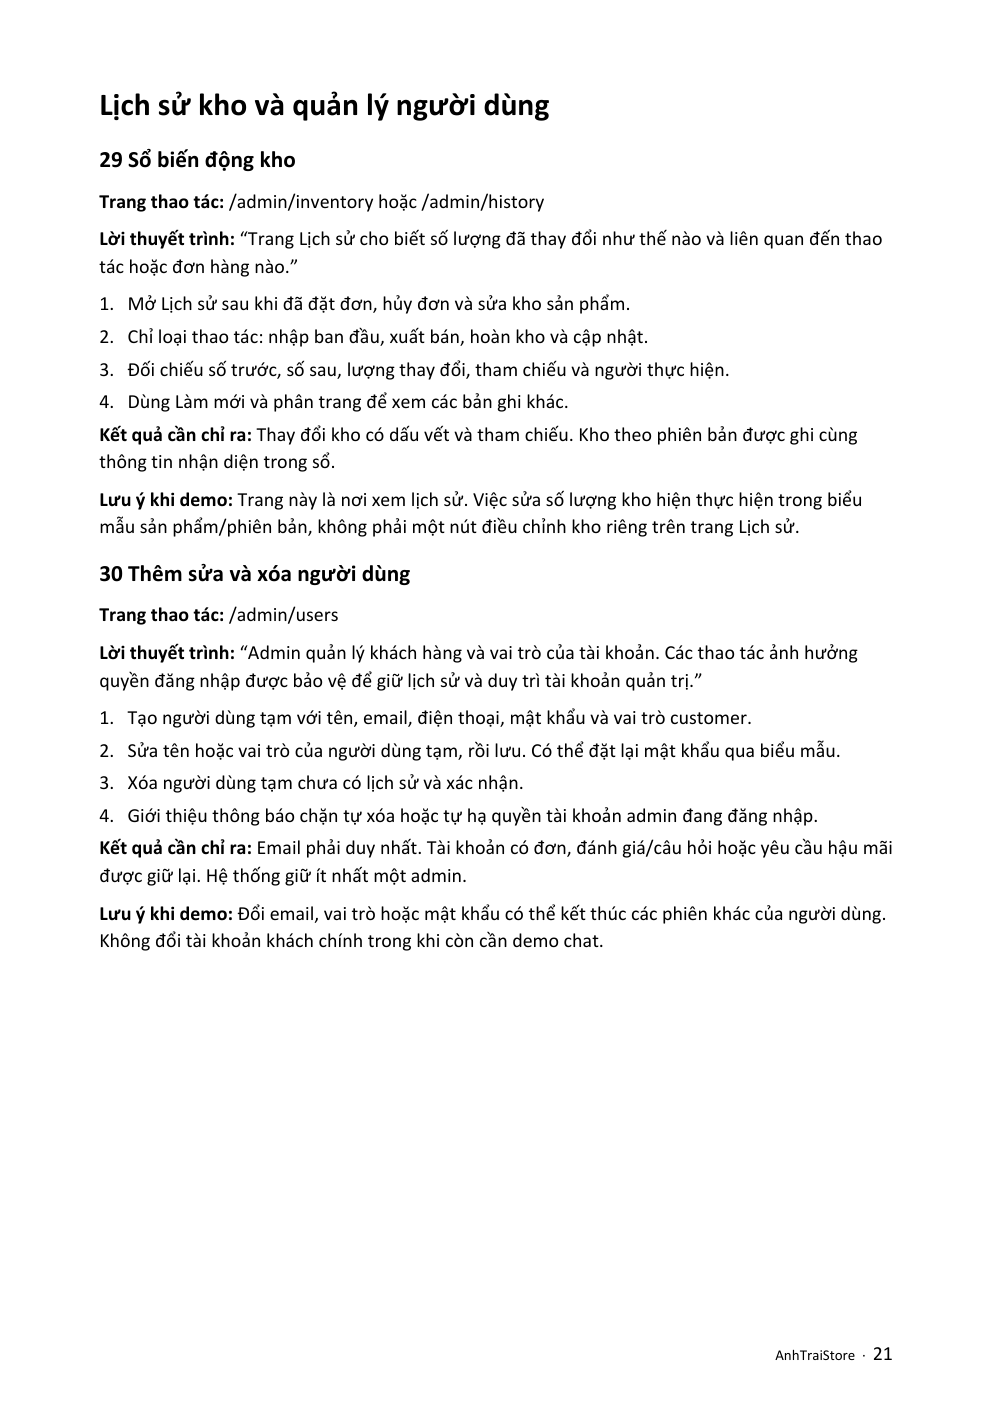 Lịch sử kho và quản lý người dùng
29 Sổ biến động kho
Trang thao tác: /admin/inventory hoặc /admin/history
Lời thuyết trình: “Trang Lịch sử cho biết số lượng đã thay đổi như thế nào và liên quan đến thao
tác hoặc đơn hàng nào.”
1. Mở Lịch sử sau khi đã đặt đơn, hủy đơn và sửa kho sản phẩm.
2. Chỉ loại thao tác: nhập ban đầu, xuất bán, hoàn kho và cập nhật.
3. Đối chiếu số trước, số sau, lượng thay đổi, tham chiếu và người thực hiện.
4. Dùng Làm mới và phân trang để xem các bản ghi khác.
Kết quả cần chỉ ra: Thay đổi kho có dấu vết và tham chiếu. Kho theo phiên bản được ghi cùng
thông tin nhận diện trong sổ.
Lưu ý khi demo: Trang này là nơi xem lịch sử. Việc sửa số lượng kho hiện thực hiện trong biểu
mẫu sản phẩm/phiên bản, không phải một nút điều chỉnh kho riêng trên trang Lịch sử.
30 Thêm sửa và xóa người dùng
Trang thao tác: /admin/users
Lời thuyết trình: “Admin quản lý khách hàng và vai trò của tài khoản. Các thao tác ảnh hưởng
quyền đăng nhập được bảo vệ để giữ lịch sử và duy trì tài khoản quản trị.”
1. Tạo người dùng tạm với tên, email, điện thoại, mật khẩu và vai trò customer.
2. Sửa tên hoặc vai trò của người dùng tạm, rồi lưu. Có thể đặt lại mật khẩu qua biểu mẫu.
3. Xóa người dùng tạm chưa có lịch sử và xác nhận.
4. Giới thiệu thông báo chặn tự xóa hoặc tự hạ quyền tài khoản admin đang đăng nhập.
Kết quả cần chỉ ra: Email phải duy nhất. Tài khoản có đơn, đánh giá/câu hỏi hoặc yêu cầu hậu mãi
được giữ lại. Hệ thống giữ ít nhất một admin.
Lưu ý khi demo: Đổi email, vai trò hoặc mật khẩu có thể kết thúc các phiên khác của người dùng.
Không đổi tài khoản khách chính trong khi còn cần demo chat.
AnhTraiStore · 21